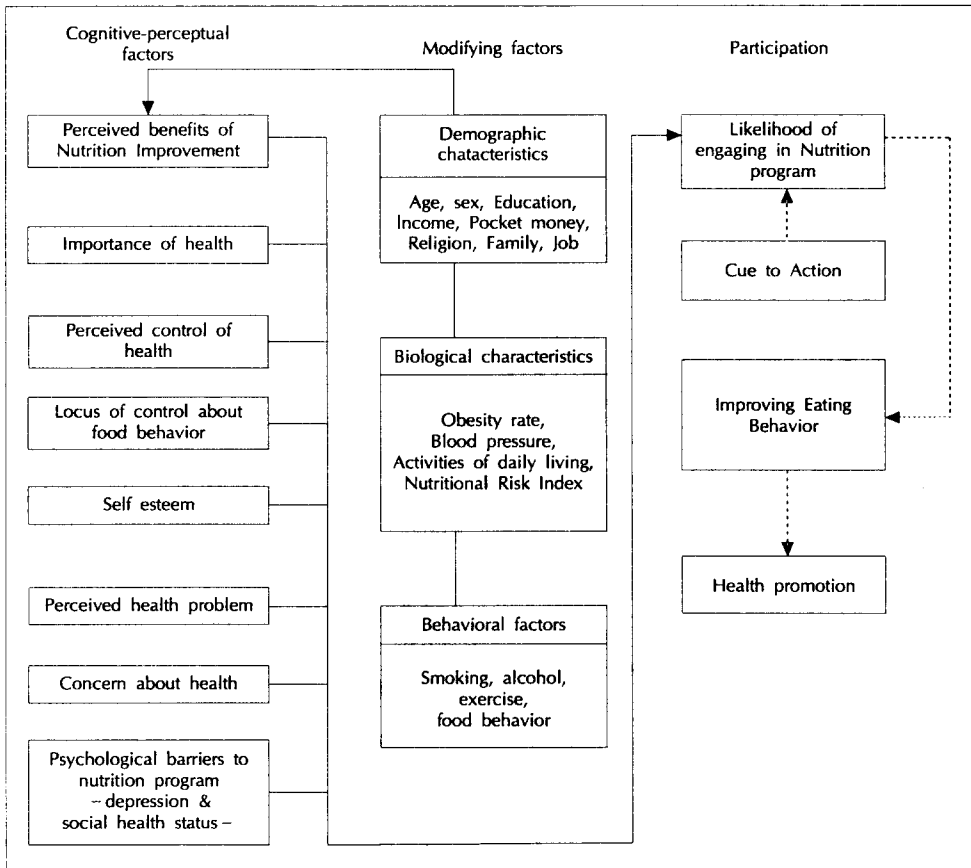 Cognitive-perceptual
factors
Perceived benefits of
Nutrition Improvement
Importance of health
Perceived control of
health
Locus of control about
food behavior
Self esteem
Perceived health problem
Concern about health
Psychological barriers to
nutrition program
– depression &
social health status –
Modifying factors
Demographic
chatacteristics
Age, sex, Education,
Income, Pocket money,
Religion, Family, Job
Biological characteristics
Obesity rate,
Blood pressure,
Activities of daily living,
Nutritional Risk Index
Behavioral factors
Smoking, alcohol,
exercise,
food behavior
Participation
Likelihood of
engaging in Nutrition
program
Cue to Action
Improving Eating
Behavior
Health promotion